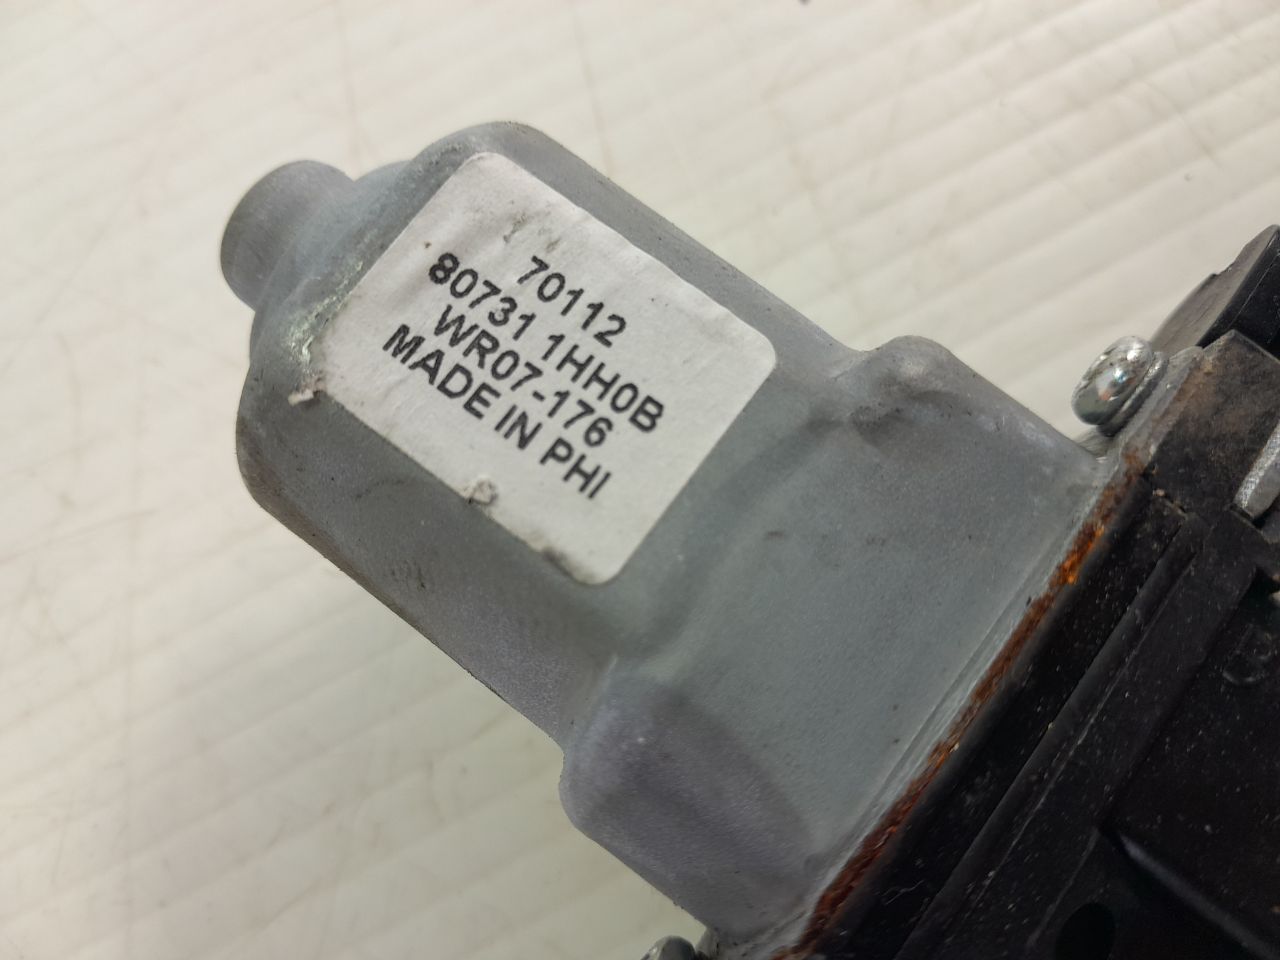 70112
80731 1HH0B
WR07-176
MADE IN PHI